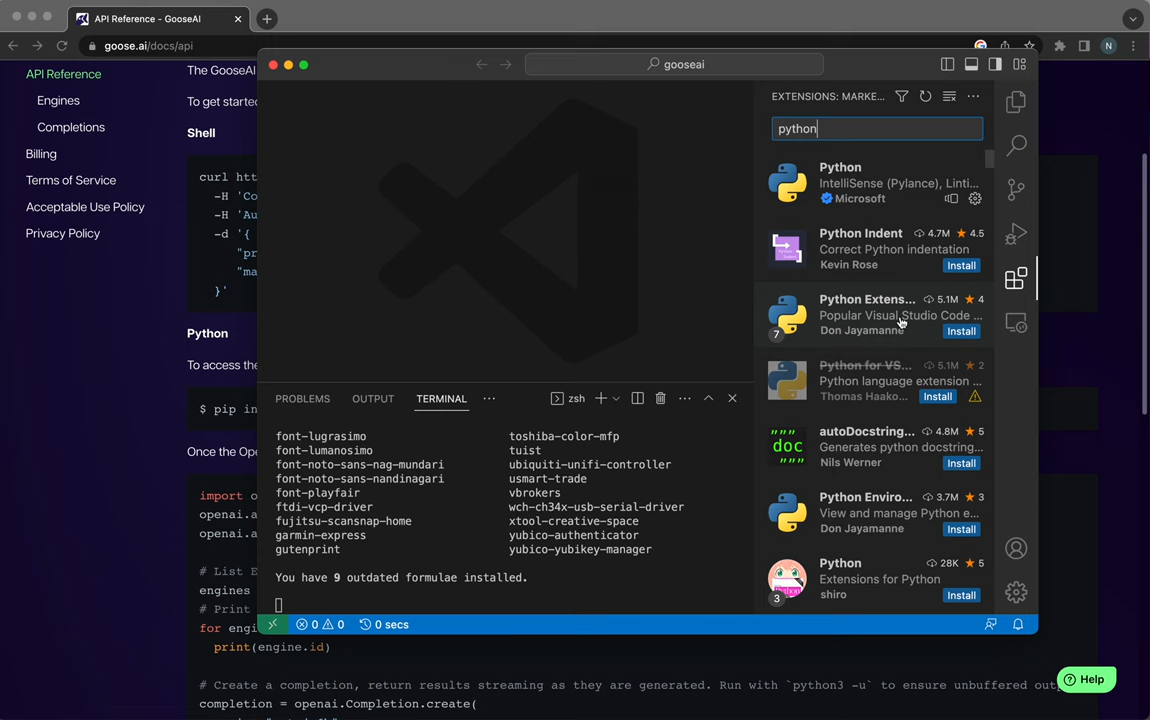 API Reference - GooseAI
goose.ai/docs/api
N
API Reference
Engines
Completions
Billing
Terms of Service
Acceptable Use Policy
Privacy Policy
The GooseAI
To get starte
Shell
curl htt
-H 'Co
-H 'Au
-d '{
"pr
"ma
}'
Python
To access the
$ pip in
Once the Ope
import o
openai.a
openai.a
# List E
engines
# Print
for engi
print(engine.id)
# Create a completion, return results streaming as they are generated. Run with `python3 -u` to ensure unbuffered out
completion = openai.Completion.create(
Help
gooseai
EXTENSIONS: MARKE...
python
Python
IntelliSense (Pylance), Linti...
Microsoft
Python Indent 4.7M 4.5
Correct Python indentation
Kevin Rose Install
Python Extens... 5.1M 4
Popular Visual Studio Code ...
Don Jayamanne Install
7
Python for VS... 5.1M 2
Python language extension ...
Thomas Haako... Install
""" doc """
autoDocstring... 4.8M 5
Generates python docstring...
Nils Werner Install
Python Enviro... 3.7M 3
View and manage Python e...
Don Jayamanne Install
Python 28K 5
Extensions for Python
shiro Install
3
PROBLEMS OUTPUT TERMINAL ... zsh
font-lugrasimo toshiba-color-mfp
font-lumanosimo tuist
font-noto-sans-nag-mundari ubiquiti-unifi-controller
font-noto-sans-nandinagari usmart-trade
font-playfair vbrokers
ftdi-vcp-driver wch-ch34x-usb-serial-driver
fujitsu-scansnap-home xtool-creative-space
garmin-express yubico-authenticator
gutenprint yubico-yubikey-manager
You have 9 outdated formulae installed.
0 0 0 secs